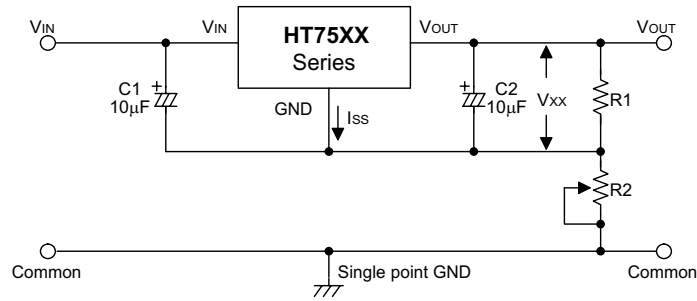 VIN
VIN
HT75XX
Series
VOUT
VOUT
C1
10μF
GND
ISS
C2
10μF
VXX
R1
R2
Common
Single point GND
Common